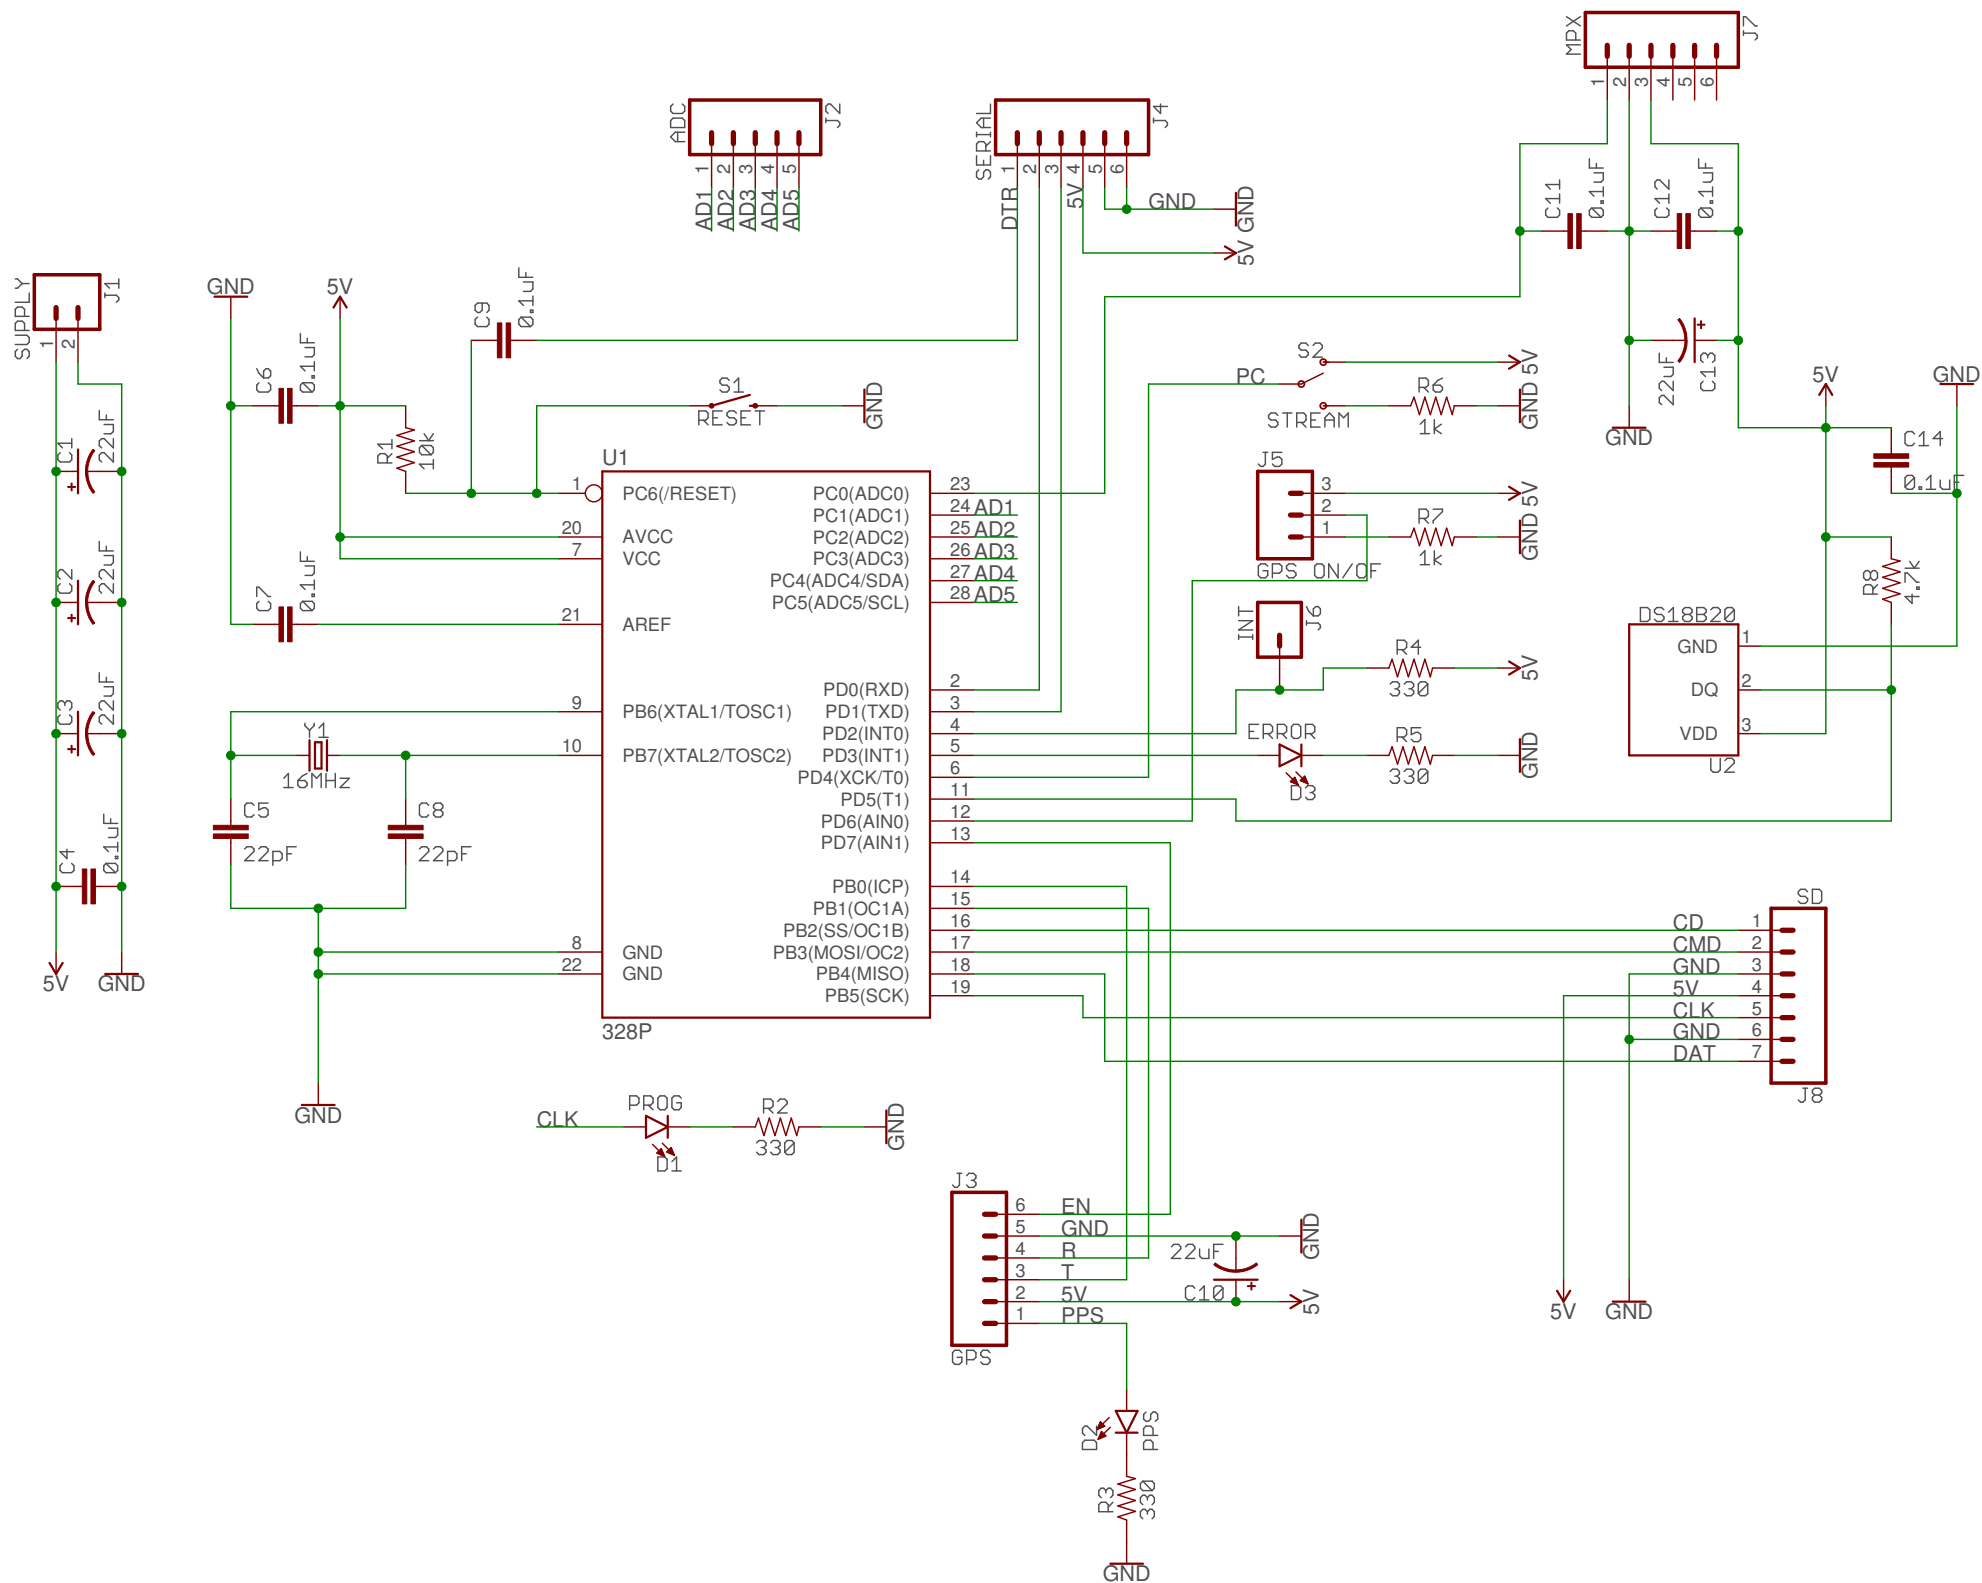 MPX
J7
1
2
3
4
5
6
ADC
J2
1
2
3
4
5
AD1
AD2
AD3
AD4
AD5
SERIAL
J4
1
2
3
4
5
6
DTR
5V
GND
GND
5V
C11
0.1uF
C12
0.1uF
22uF
C13
GND
SUPPLY
J1
1
2
C1
22uF
C2
22uF
C3
22uF
C4
0.1uF
5V
GND
GND
5V
C6
0.1uF
R1
10k
C7
0.1uF
C9
0.1uF
S1
RESET
GND
S2
PC
STREAM
5V
R6
1k
GND
J5
3
2
1
GPS ON/OF
5V
R7
1k
GND
INT
J6
R4
330
5V
ERROR
D3
R5
330
GND
5V
GND
C14
0.1uF
R8
4.7k
DS18B20
GND
1
DQ
2
VDD
3
U2
U1
1
PC6(/RESET)
20
AVCC
7
VCC
21
AREF
9
PB6(XTAL1/TOSC1)
10
PB7(XTAL2/TOSC2)
8
GND
22
GND
PC0(ADC0)
23
PC1(ADC1)
24
AD1
PC2(ADC2)
25
AD2
PC3(ADC3)
26
AD3
PC4(ADC4/SDA)
27
AD4
PC5(ADC5/SCL)
28
AD5
PD0(RXD)
2
PD1(TXD)
3
PD2(INT0)
4
PD3(INT1)
5
PD4(XCK/T0)
6
PD5(T1)
11
PD6(AIN0)
12
PD7(AIN1)
13
PB0(ICP)
14
PB1(OC1A)
15
PB2(SS/OC1B)
16
PB3(MOSI/OC2)
17
PB4(MISO)
18
PB5(SCK)
19
328P
Y1
16MHz
C5
22pF
C8
22pF
GND
SD
CD
1
CMD
2
GND
3
5V
4
CLK
5
GND
6
DAT
7
J8
5V
GND
CLK
PROG
D1
R2
330
GND
J3
6
EN
5
GND
4
R
3
T
2
5V
1
PPS
GPS
22uF
C10
GND
5V
D2
PPS
R3
330
GND